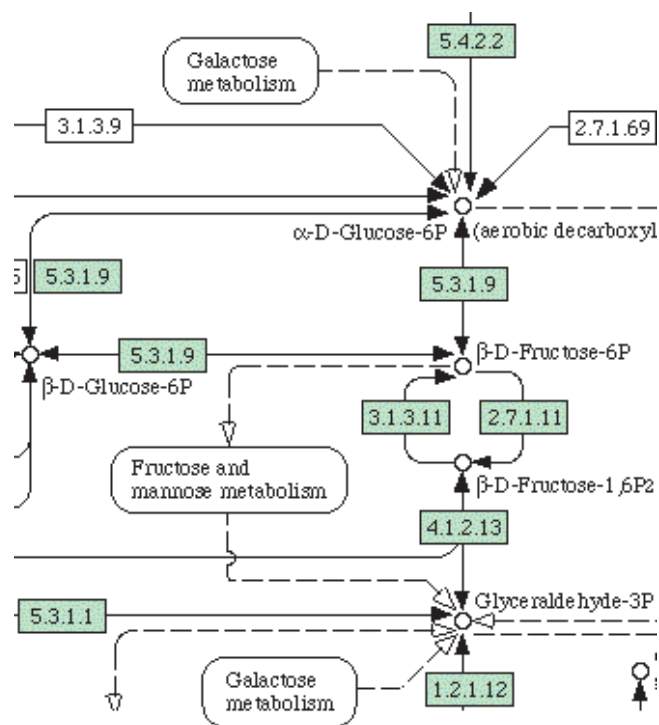 5.4.2.2
Galactose
metabolism
3.1.3.9
2.7.1.69
α-D-Glucose-6P
(aerobic decarboxyl
5.3.1.9
5.3.1.9
5.3.1.9
β-D-Fructose-6P
β-D-Glucose-6P
3.1.3.11
2.7.1.11
Fructose and
mannose metabolism
β-D-Fructose-1,6P2
4.1.2.13
Glyceraldehyde-3P
5.3.1.1
Galactose
metabolism
1.2.1.12